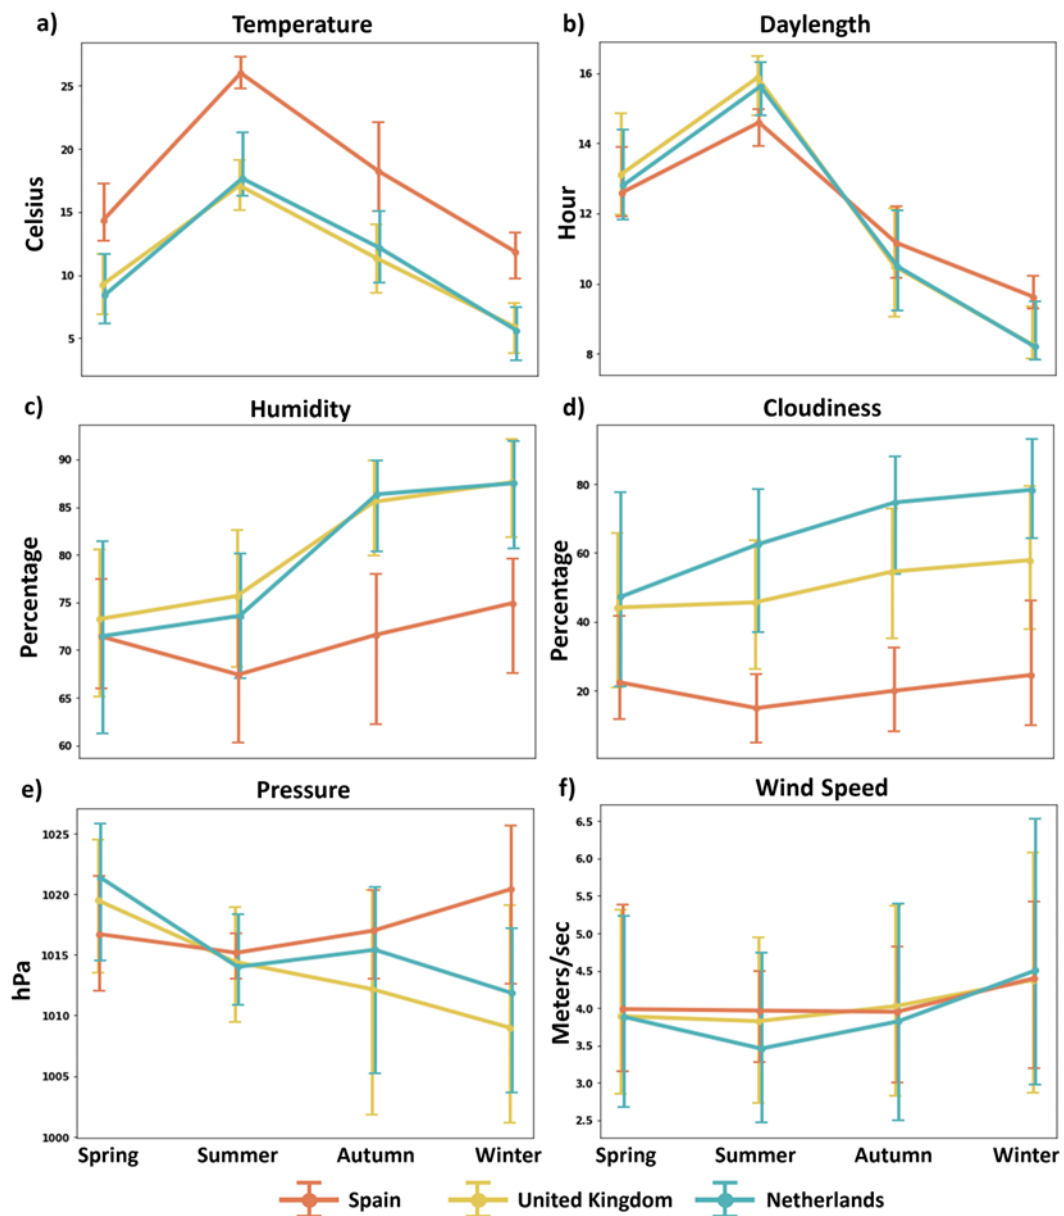 a) Temperature
Celsius
25
20
15
10
5
b) Daylength
Hour
16
14
12
10
8
c) Humidity
Percentage
90
85
80
75
70
65
60
d) Cloudiness
Percentage
80
60
40
20
e) Pressure
hPa
1025
1020
1015
1010
1005
1000
Spring Summer Autumn Winter
f) Wind Speed
Meters/sec
6.5
6.0
5.5
5.0
4.5
4.0
3.5
3.0
2.5
Spring Summer Autumn Winter
Spain United Kingdom Netherlands